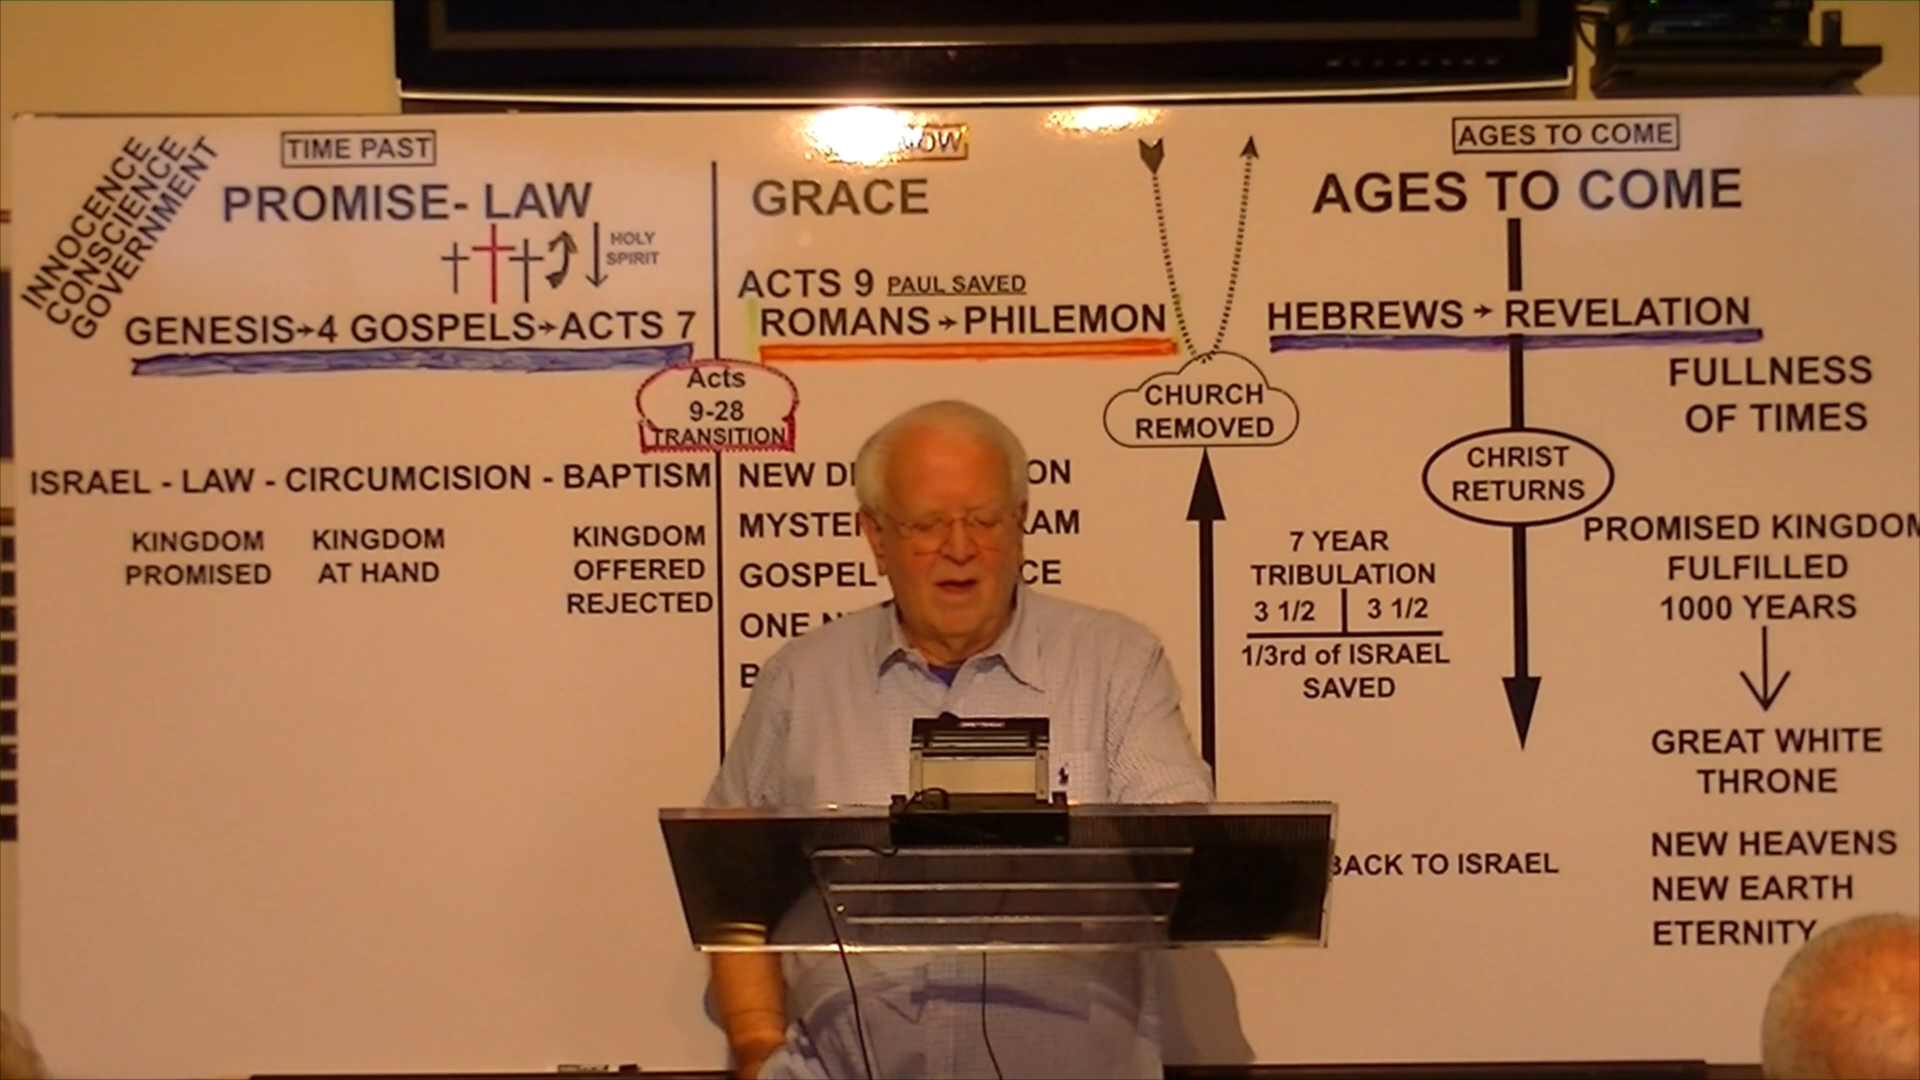 INNOCENCE
CONSCIENCE
GOVERNMENT
TIME PAST
PROMISE- LAW
HOLY
SPIRIT
GENESIS→4 GOSPELS→ACTS 7
ISRAEL - LAW - CIRCUMCISION - BAPTISM
KINGDOM
PROMISED
KINGDOM
AT HAND
KINGDOM
OFFERED
REJECTED
Acts
9-28
TRANSITION
GRACE
ACTS 9 PAUL SAVED
ROMANS→PHILEMON
NEW
GOSPEL
ONE
CHURCH
REMOVED
AGES TO COME
AGES TO COME
HEBREWS→REVELATION
FULLNESS
OF TIMES
CHRIST
RETURNS
7 YEAR
TRIBULATION
3 1/2 3 1/2
1/3rd of ISRAEL
SAVED
PROMISED KINGDOM
FULFILLED
1000 YEARS
GREAT WHITE
THRONE
BACK TO ISRAEL
NEW HEAVENS
NEW EARTH
ETERNITY